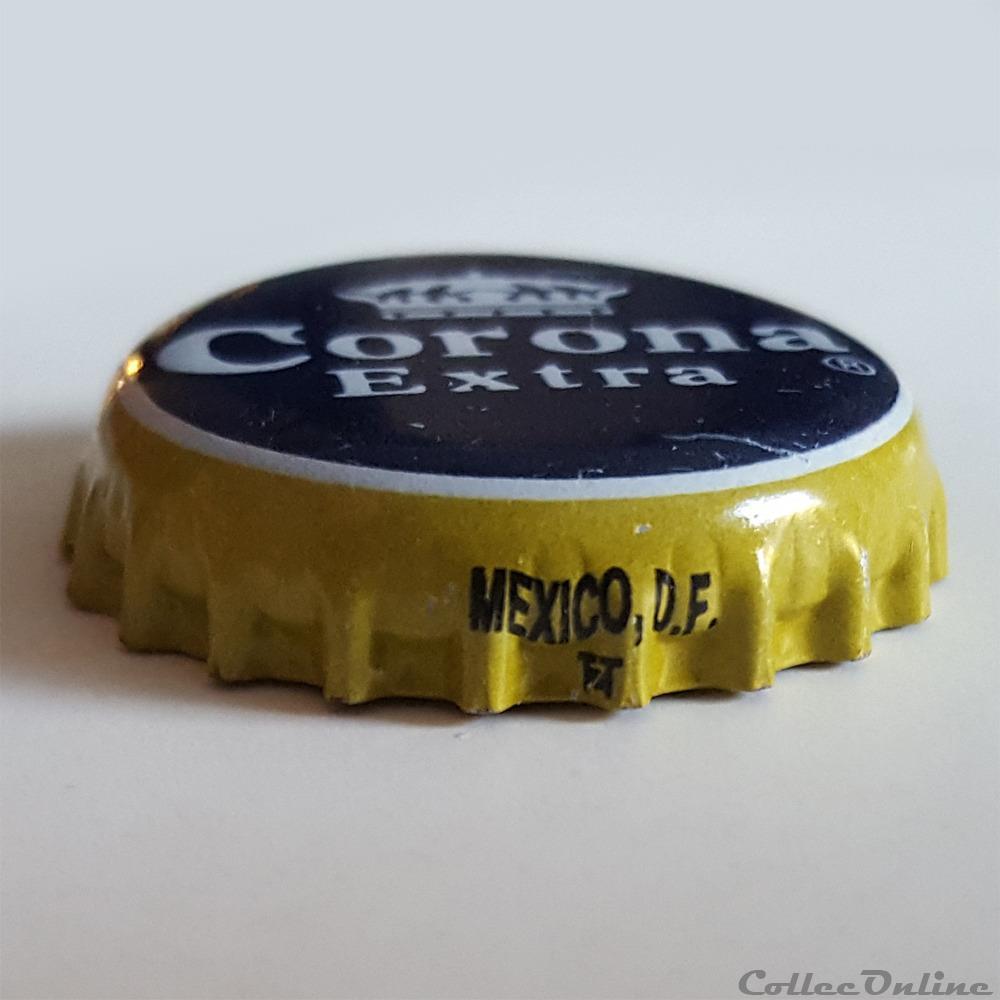 Corona
Extra ®
MEXICO, D.F.
CollecOnline